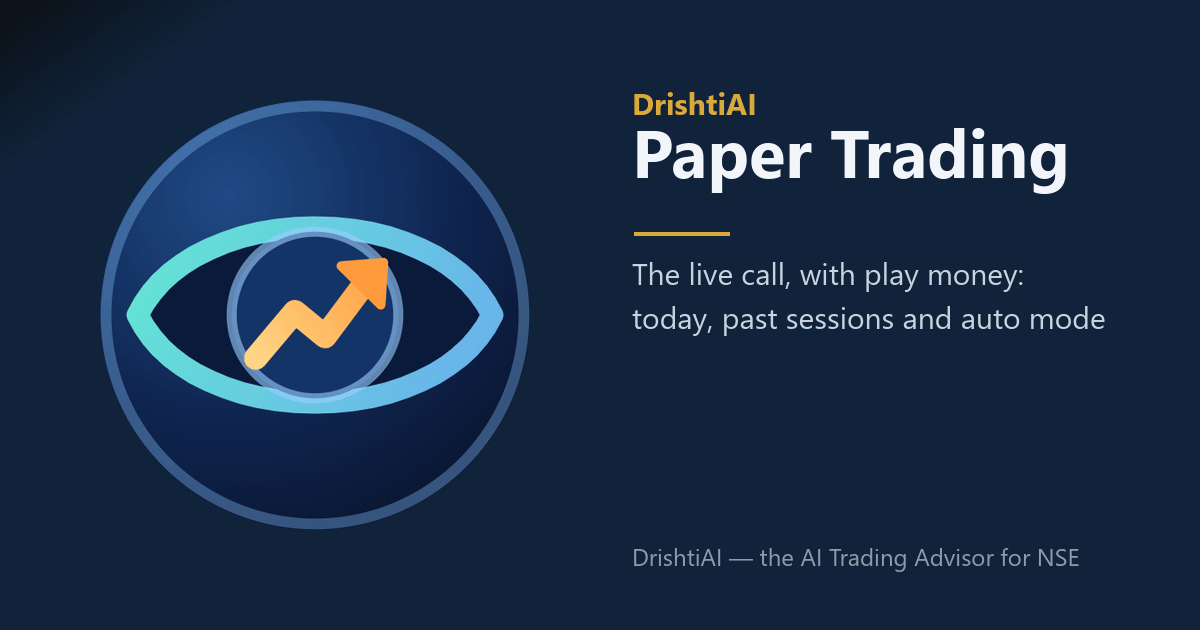 DrishtiAI
Paper Trading
The live call, with play money:
today, past sessions and auto mode
DrishtiAI — the AI Trading Advisor for NSE